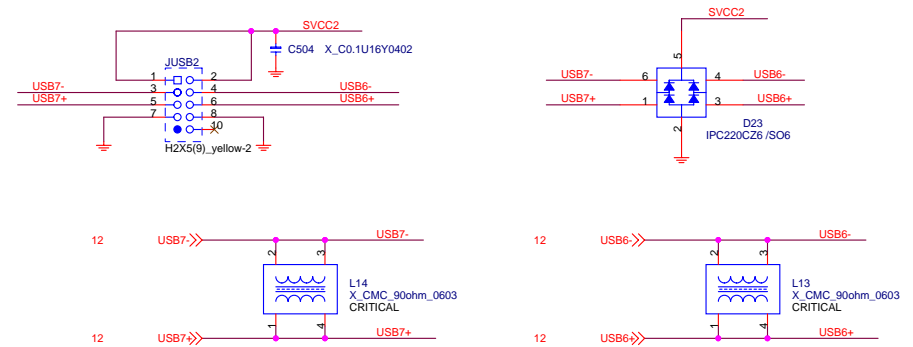 SVCC2
C504 X_C0.1U16Y0402
JUSB2
1 2
USB7- 3 4 USB6-
USB7+ 5 6 USB6+
7 8
10
H2X5(9)_yellow-2
SVCC2
5
USB7- 6 4 USB6-
USB7+ 1 3 USB6+
2
D23
IPC220CZ6 /SO6
12 USB7- USB7-
2 3
L14
X_CMC_90ohm_0603
CRITICAL
1 4
12 USB7+ USB7+
12 USB6- USB6-
2 3
L13
X_CMC_90ohm_0603
CRITICAL
1 4
12 USB6+ USB6+